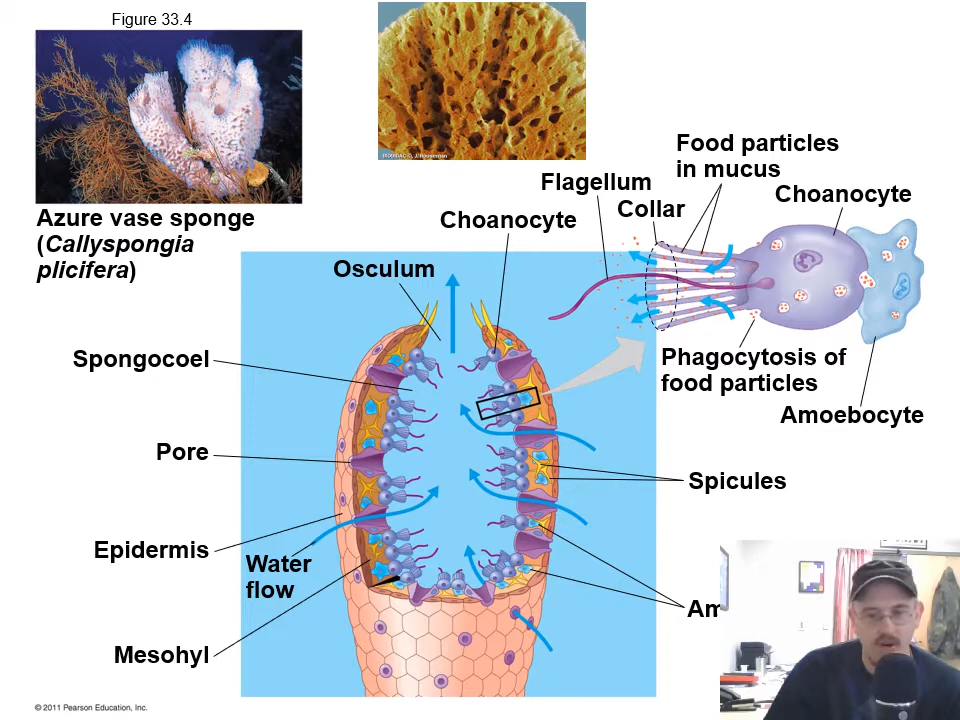 Figure 33.4
Azure vase sponge
(Callyspongia
plicifera)
Food particles
in mucus
Flagellum
Collar
Choanocyte
Choanocyte
Osculum
Spongocoel
Phagocytosis of
food particles
Amoebocyte
Pore
Spicules
Epidermis
Water
flow
Am
Mesohyl
© 2011 Pearson Education, Inc.